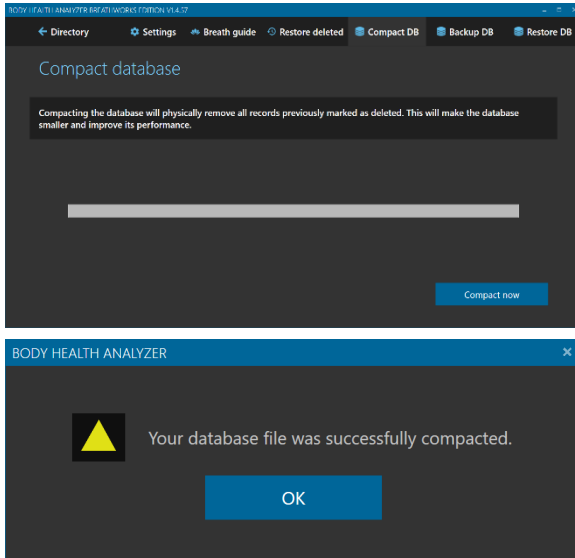 BODY HEALTH ANALYZER BREATHWORKS EDITION V1.4.57
Directory Settings Breath guide Restore deleted Compact DB Backup DB Restore DB
Compact database
Compacting the database will physically remove all records previously marked as deleted. This will make the database
smaller and improve its performance.
Compact now
BODY HEALTH ANALYZER
Your database file was successfully compacted.
OK